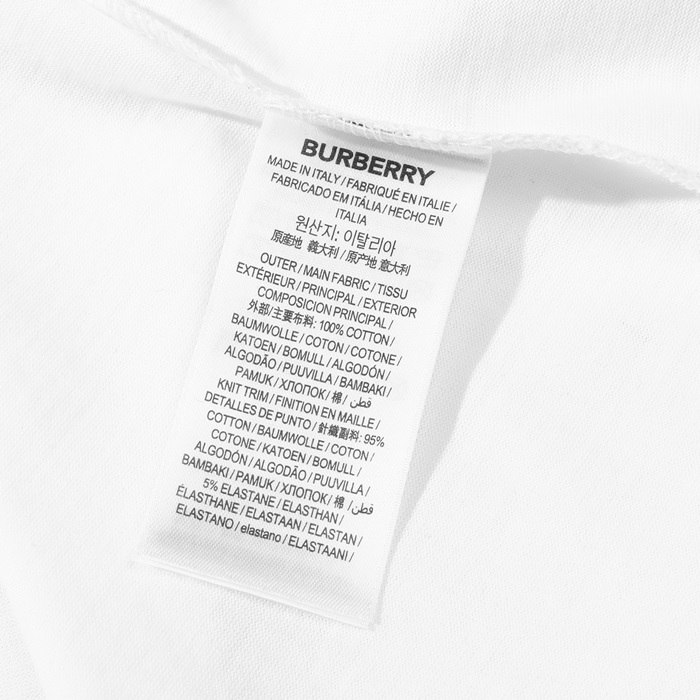 BURBERRY
MADE IN ITALY / FABRIQUÉ EN ITALIE /
FABRICADO EM ITÁLIA / HECHO EN
ITALIA
원산지: 이탈리아
原産地 義大利 / 原产地 意大利
OUTER / MAIN FABRIC / TISSU
EXTÉRIEUR / PRINCIPAL / EXTERIOR
COMPOSICION PRINCIPAL /
外部/主要布料: 100% COTTON /
BAUMWOLLE / COTON / COTONE /
KATOEN / BOMULL / ALGODÓN /
ALGODÃO / PUUVILLA / BAMBAKI /
PAMUK / ХЛОПОК / 棉 / قطن /
KNIT TRIM / FINITION EN MAILLE /
DETALLES DE PUNTO / 針織副料: 95%
COTTON / BAUMWOLLE / COTON /
COTONE / KATOEN / BOMULL /
ALGODÓN / ALGODÃO / PUUVILLA /
BAMBAKI / PAMUK / ХЛОПОК / 棉 / قطن /
5% ELASTANE / ELASTHAN /
ÉLASTHANE / ELASTAAN / ELASTAN /
ELASTANO / elastano / ELASTAANI /